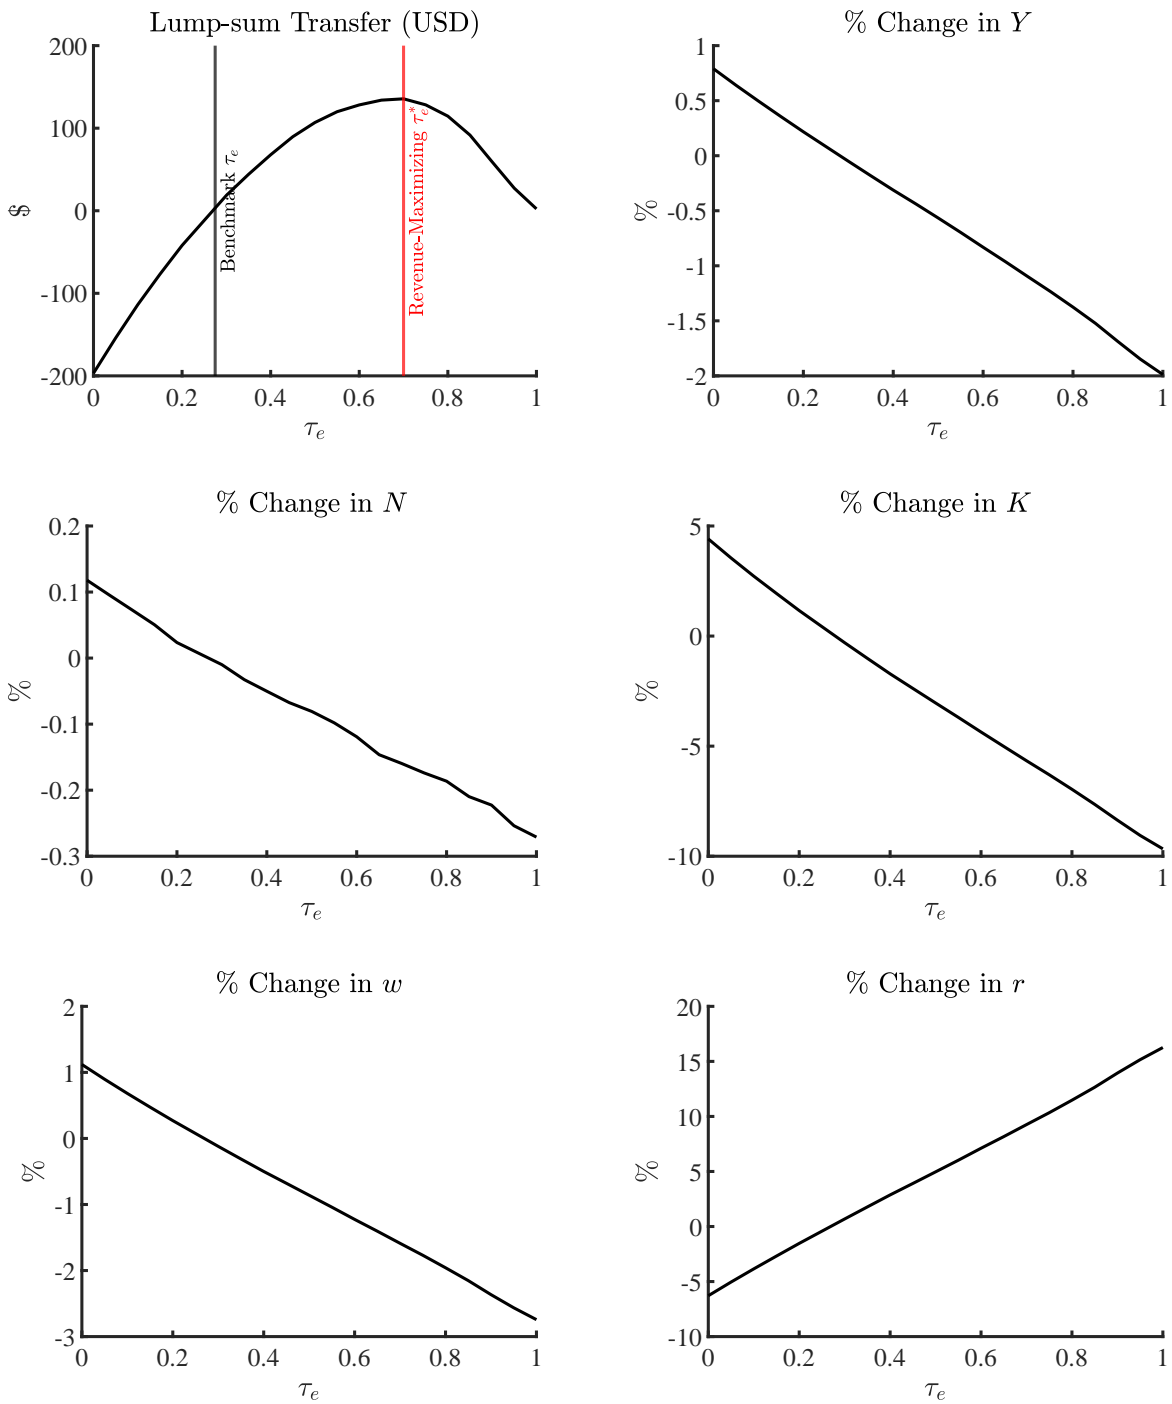 Lump-sum Transfer (USD)
200
100
0
-100
-200
$
Benchmark τe
Revenue-Maximizing τe*
0 0.2 0.4 0.6 0.8 1
τe
% Change in Y
1
0.5
0
-0.5
-1
-1.5
-2
%
0 0.2 0.4 0.6 0.8 1
τe
% Change in N
0.2
0.1
0
-0.1
-0.2
-0.3
%
0 0.2 0.4 0.6 0.8 1
τe
% Change in K
5
0
-5
-10
%
0 0.2 0.4 0.6 0.8 1
τe
% Change in w
2
1
0
-1
-2
-3
%
0 0.2 0.4 0.6 0.8 1
τe
% Change in r
20
15
10
5
0
-5
-10
%
0 0.2 0.4 0.6 0.8 1
τe